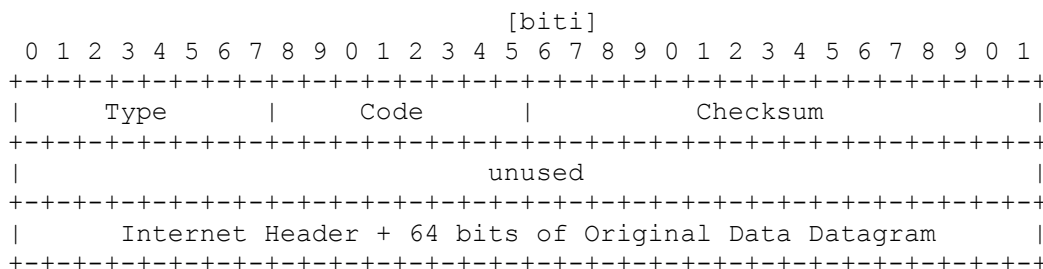 [biti]
0 1 2 3 4 5 6 7 8 9 0 1 2 3 4 5 6 7 8 9 0 1 2 3 4 5 6 7 8 9 0 1
+-+-+-+-+-+-+-+-+-+-+-+-+-+-+-+-+-+-+-+-+-+-+-+-+-+-+-+-+-+-+-+-+
|     Type      |     Code      |          Checksum             |
+-+-+-+-+-+-+-+-+-+-+-+-+-+-+-+-+-+-+-+-+-+-+-+-+-+-+-+-+-+-+-+-+
|                             unused                            |
+-+-+-+-+-+-+-+-+-+-+-+-+-+-+-+-+-+-+-+-+-+-+-+-+-+-+-+-+-+-+-+-+
|      Internet Header + 64 bits of Original Data Datagram      |
+-+-+-+-+-+-+-+-+-+-+-+-+-+-+-+-+-+-+-+-+-+-+-+-+-+-+-+-+-+-+-+-+